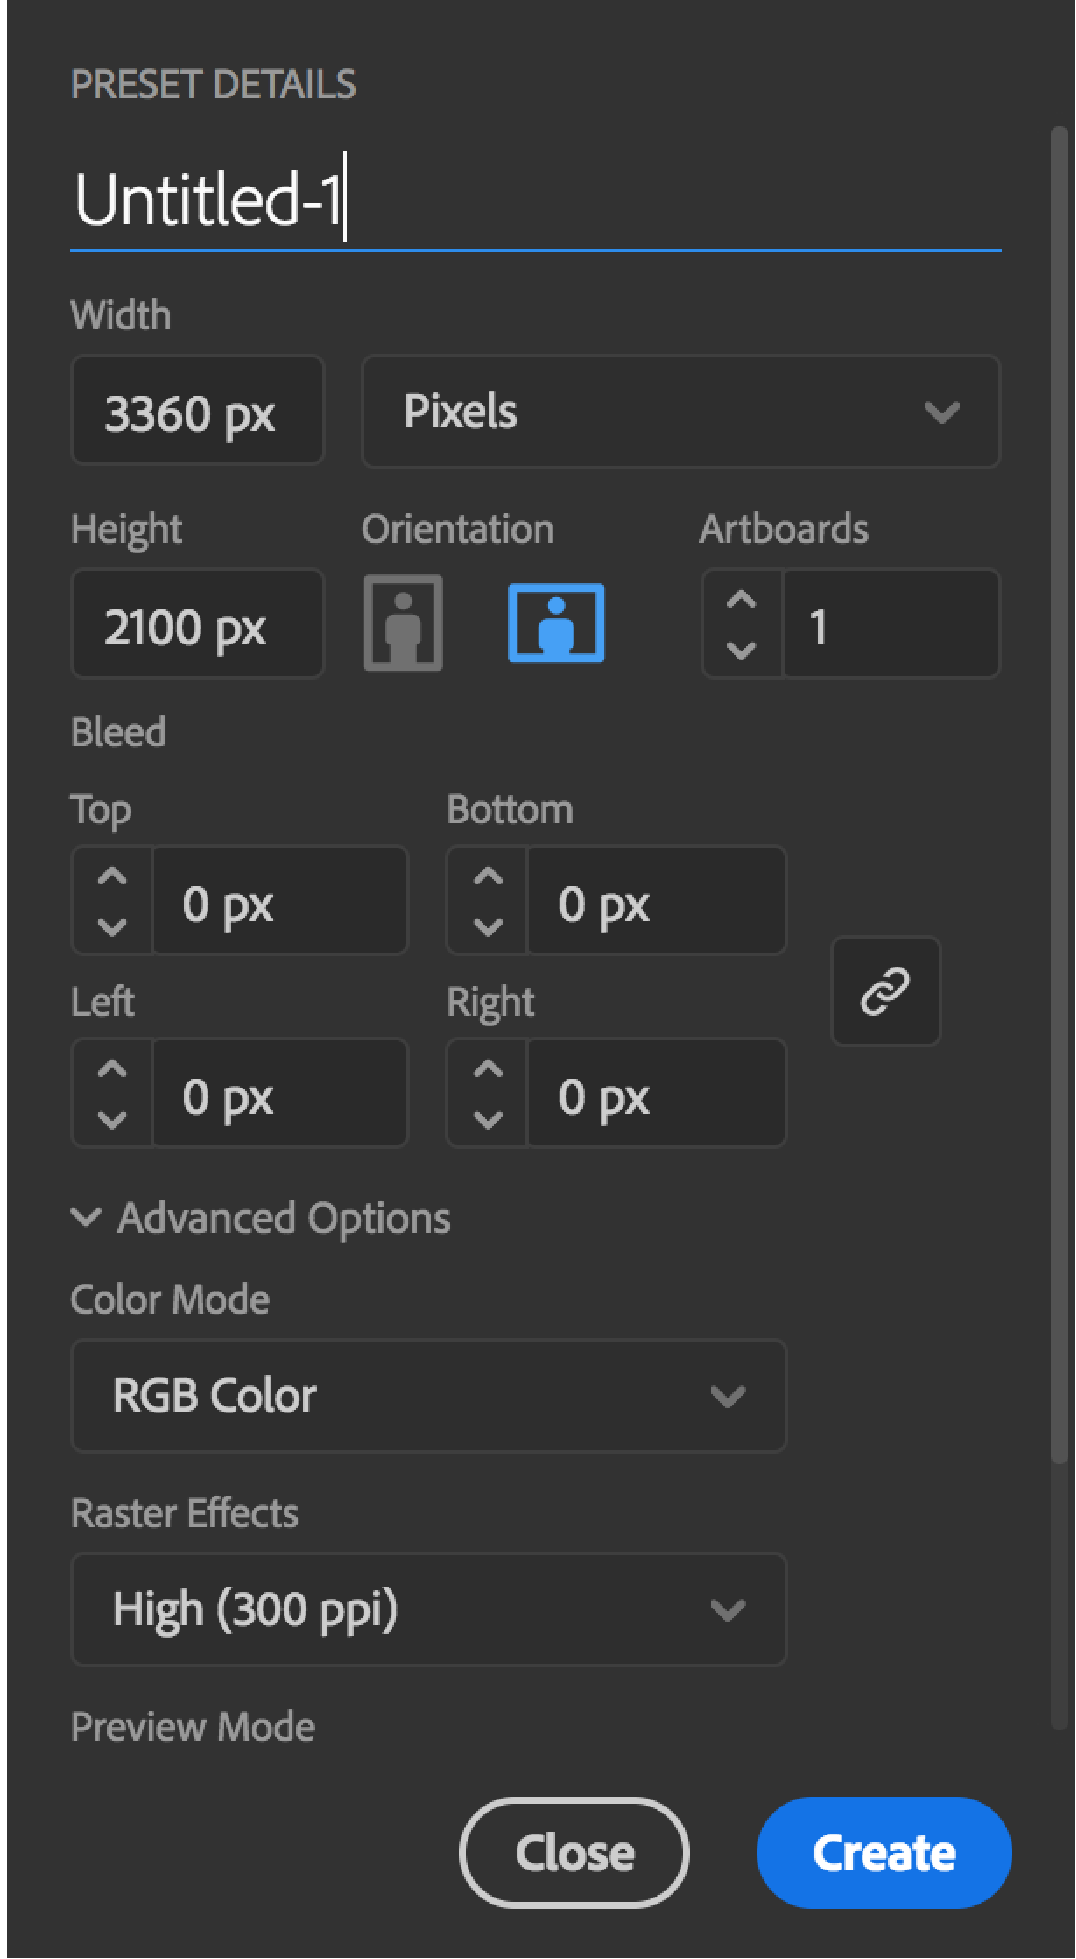 PRESET DETAILS
Untitled-1
Width
3360 px Pixels
Height Orientation Artboards
2100 px 1
Bleed
Top Bottom
0 px 0 px
Left Right
0 px 0 px
Advanced Options
Color Mode
RGB Color
Raster Effects
High (300 ppi)
Preview Mode
Close Create